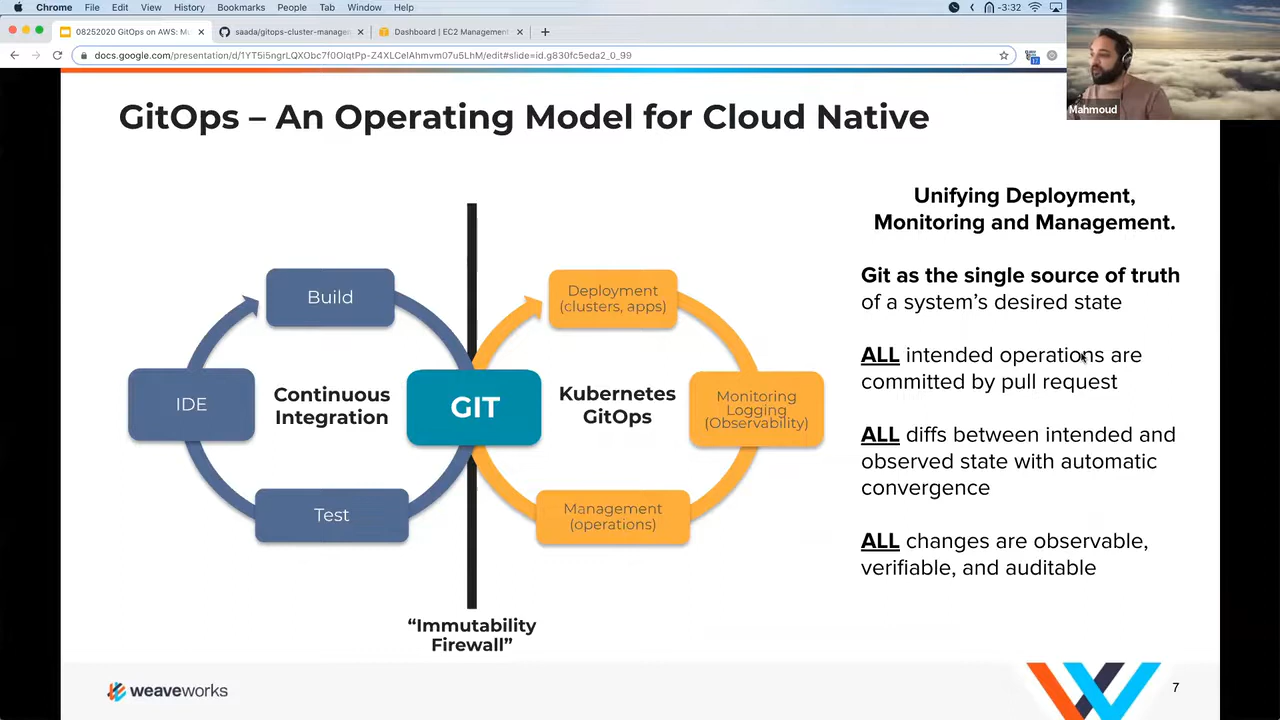 Chrome File Edit View History Bookmarks People Tab Window Help -3:32
08252020 GitOps on AWS: Mu
saada/gitops-cluster-manage
Dashboard | EC2 Management
docs.google.com/presentation/d/1YT5i5ngrLQXObc7f0OlqtPp-Z4XLCelAhmvm07u5LhM/edit#slide=id.g830fc5eda2_0_99
Mahmoud
GitOps – An Operating Model for Cloud Native
Build
IDE
Continuous
Integration
Test
GIT
Deployment
(clusters, apps)
Kubernetes
GitOps
Monitoring
Logging
(Observability)
Management
(operations)
“Immutability
Firewall”
Unifying Deployment,
Monitoring and Management.
Git as the single source of truth
of a system’s desired state
ALL intended operations are
committed by pull request
ALL diffs between intended and
observed state with automatic
convergence
ALL changes are observable,
verifiable, and auditable
weaveworks
7